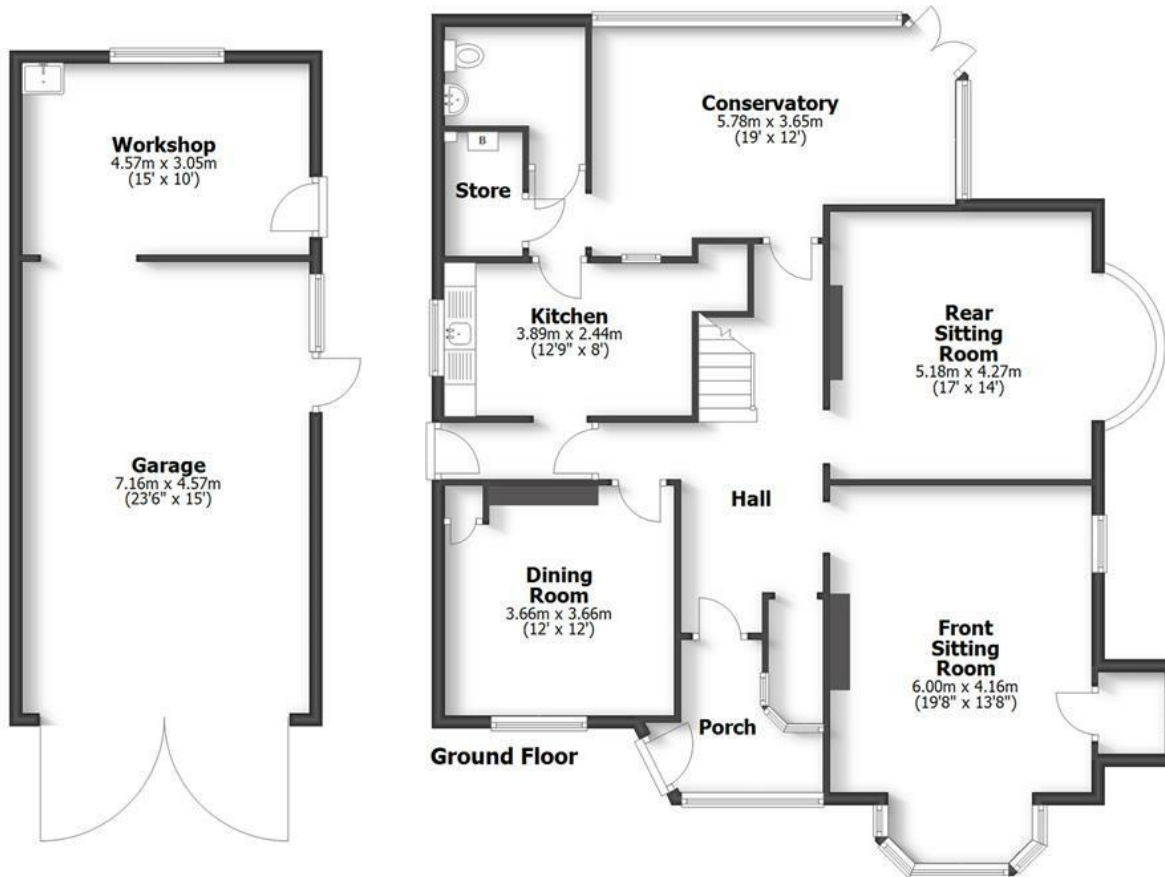 Workshop
4.57m x 3.05m
(15' x 10')
Garage
7.16m x 4.57m
(23'6" x 15')
Conservatory
5.78m x 3.65m
(19' x 12')
B
Store
Kitchen
3.89m x 2.44m
(12'9" x 8')
Rear
Sitting
Room
5.18m x 4.27m
(17' x 14')
Hall
Dining
Room
3.66m x 3.66m
(12' x 12')
Front
Sitting
Room
6.00m x 4.16m
(19'8" x 13'8")
Porch
Ground Floor